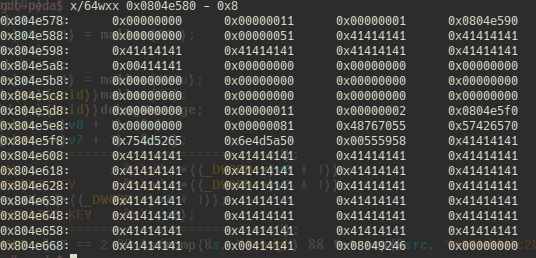 gdb-peda$ x/64wxx 0x0804e580 - 0x8
0x804e578: 0x00000000 0x00000011 0x00000001 0x0804e590
0x804e588: 0x00000000 0x00000051 0x41414141 0x41414141
0x804e598: 0x41414141 0x41414141 0x41414141 0x41414141
0x804e5a8: 0x00414141 0x00000000 0x00000000 0x00000000
0x804e5b8: 0x00000000 0x00000000 0x00000000 0x00000000
0x804e5c8: 0x00000000 0x00000000 0x00000000 0x00000000
0x804e5d8: 0x00000000 0x00000011 0x00000002 0x0804e5f0
0x804e5e8: 0x00000000 0x00000081 0x48767055 0x57426570
0x804e5f8: 0x754d5265 0x6e4d5a50 0x00555958 0x41414141
0x804e608: 0x41414141 0x41414141 0x41414141 0x41414141
0x804e618: 0x41414141 0x41414141 0x41414141 0x41414141
0x804e628: 0x41414141 0x41414141 0x41414141 0x41414141
0x804e638: 0x41414141 0x41414141 0x41414141 0x41414141
0x804e648: 0x41414141 0x41414141 0x41414141 0x41414141
0x804e658: 0x41414141 0x41414141 0x41414141 0x41414141
0x804e668: 0x41414141 0x00414141 0x08049246 0x00000000